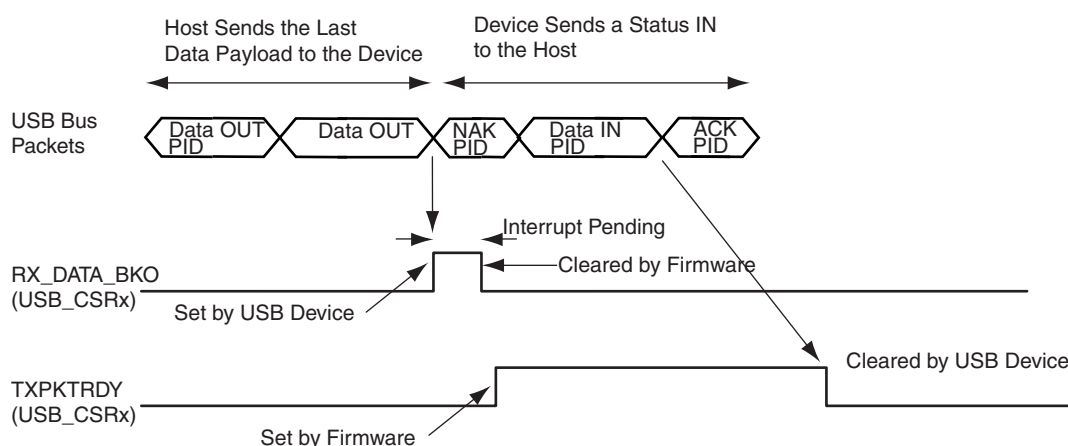 Host Sends the Last
Data Payload to the Device
Device Sends a Status IN
to the Host
USB Bus
Packets
Data OUT
PID
Data OUT
NAK
PID
Data IN
PID
ACK
PID
Interrupt Pending
RX_DATA_BKO
(USB_CSRx)
Set by USB Device
Cleared by Firmware
Cleared by USB Device
TXPKTRDY
(USB_CSRx)
Set by Firmware